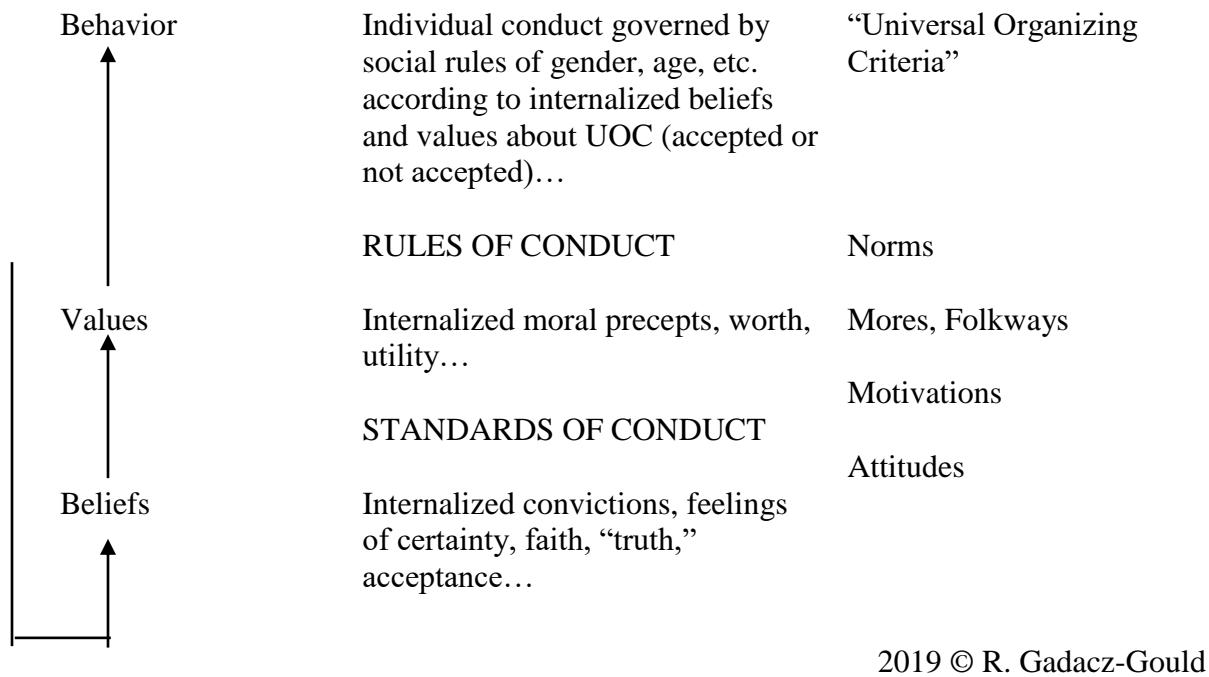 Behavior
Individual conduct governed by
social rules of gender, age, etc.
according to internalized beliefs
and values about UOC (accepted or
not accepted)…
“Universal Organizing
Criteria”
RULES OF CONDUCT
Norms
Values
Internalized moral precepts, worth,
utility…
Mores, Folkways
Motivations
STANDARDS OF CONDUCT
Attitudes
Beliefs
Internalized convictions, feelings
of certainty, faith, “truth,”
acceptance…
2019 © R. Gadacz-Gould